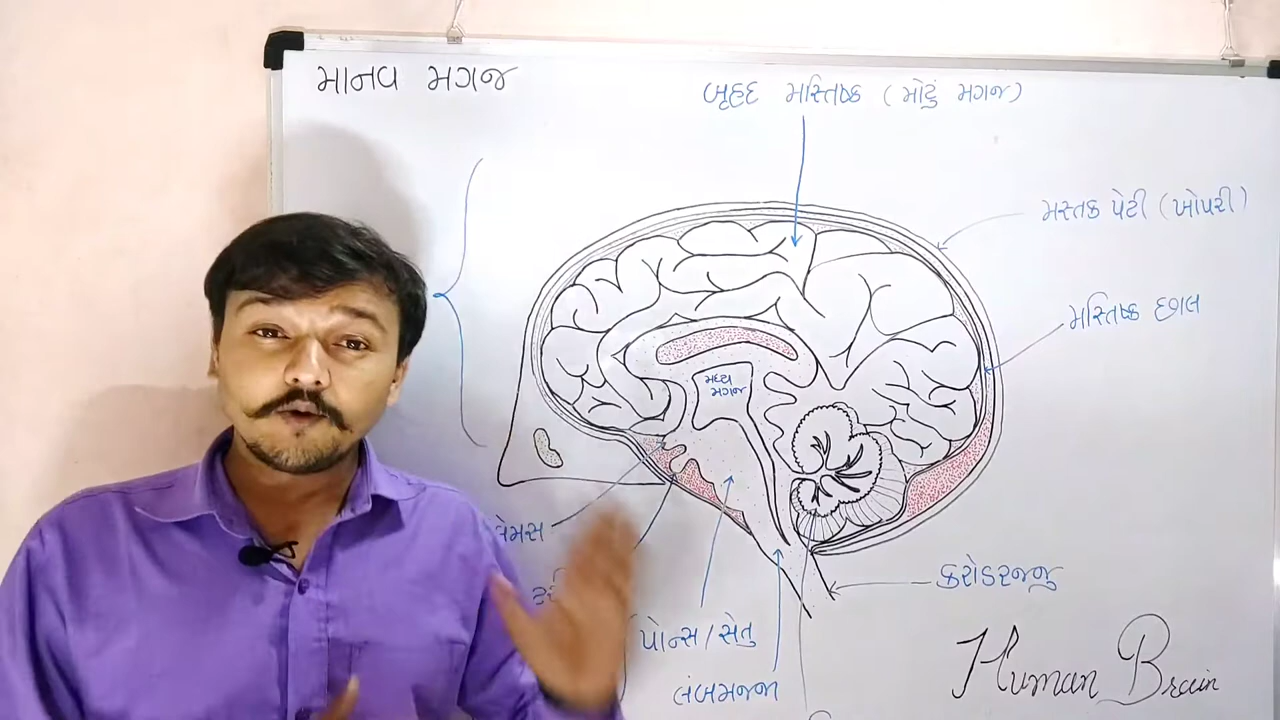 માનવ મગજ
બૃહદ મસ્તિષ્ક (મોટું મગજ)
મસ્તક પેટી (ખોપરી)
મસ્તિષ્ક
મધ્ય
મગજ
કરોડરજ્જુ
પોન્સ / સેતુ
લંબમજ્જા
Human Brain